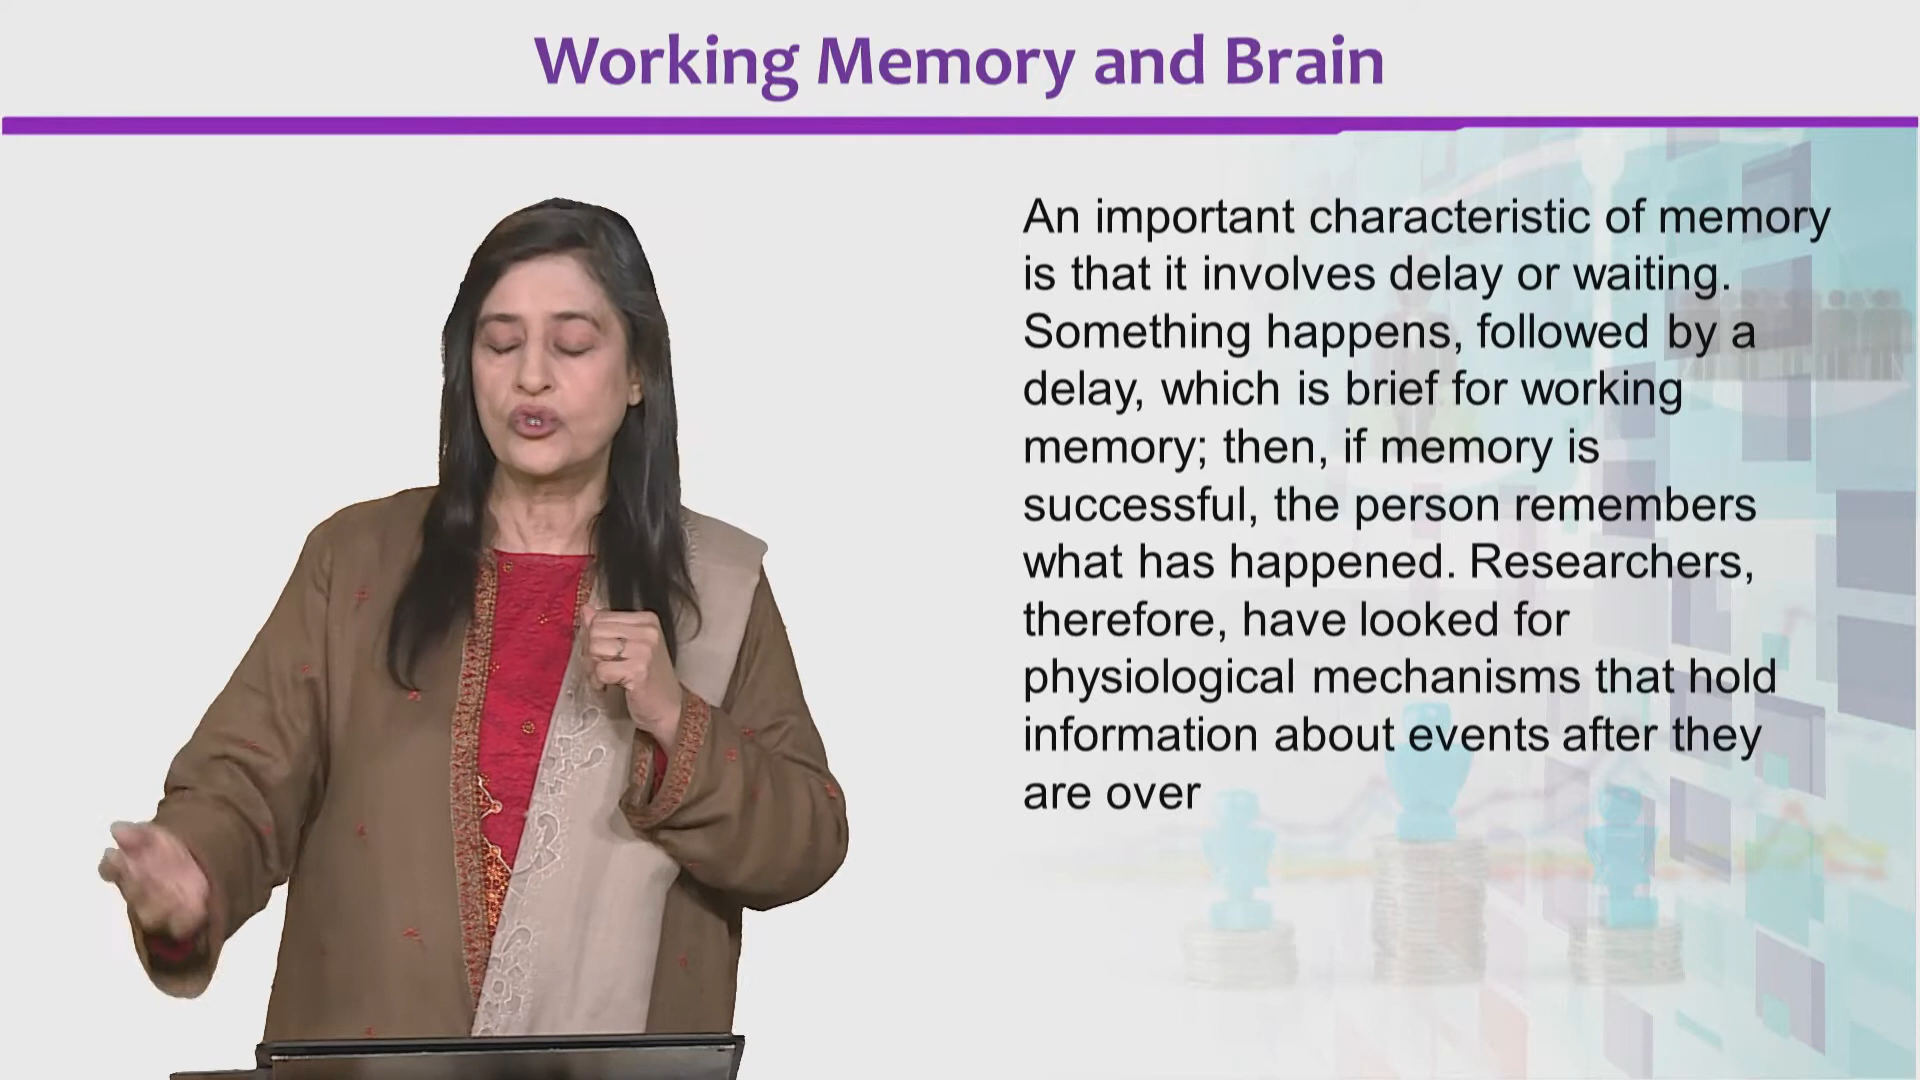 Working Memory and Brain
An important characteristic of memory
is that it involves delay or waiting.
Something happens, followed by a
delay, which is brief for working
memory; then, if memory is
successful, the person remembers
what has happened. Researchers,
therefore, have looked for
physiological mechanisms that hold
information about events after they
are over